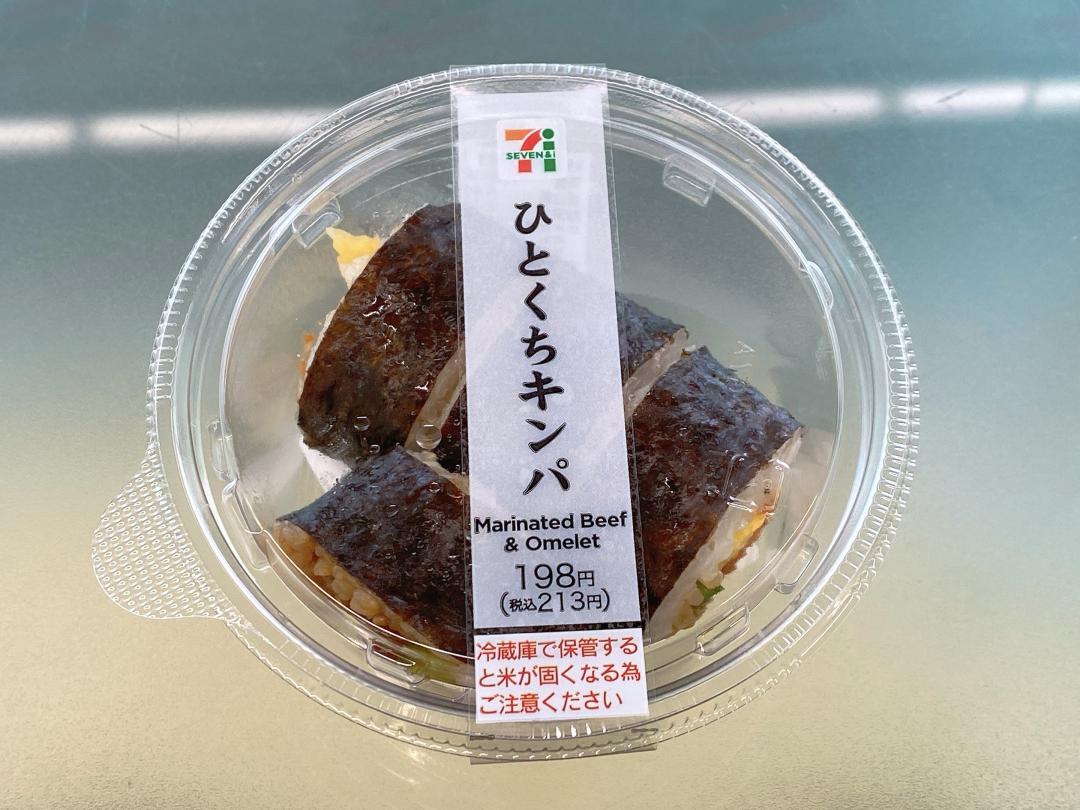 SEVEN&i
ひとくちキンパ
Marinated Beef
& Omelet
198円
(税込213円)
冷蔵庫で保管する
と米が固くなる為
ご注意ください